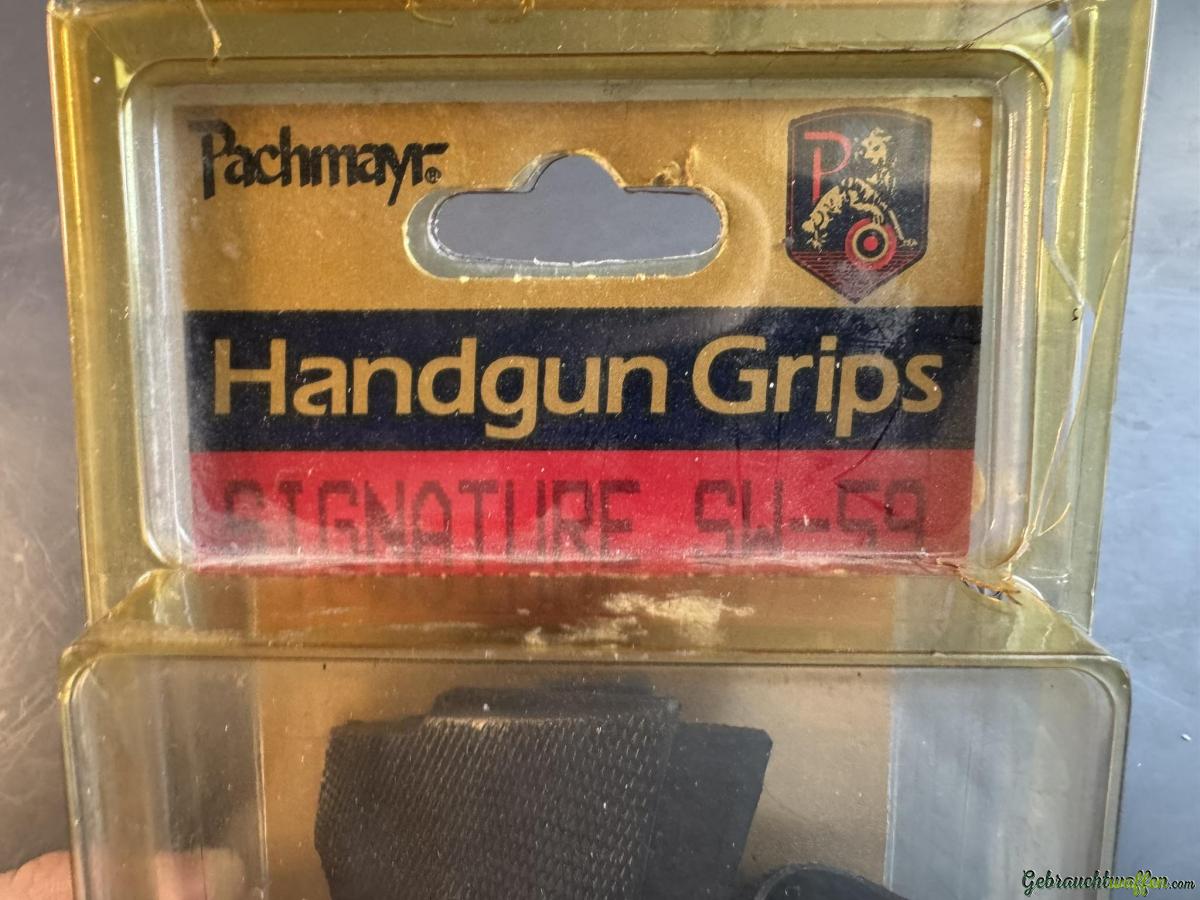 Pachmayr®
P
Handgun Grips
SIGNATURE SW-59
Gebrauchtwaffen.com